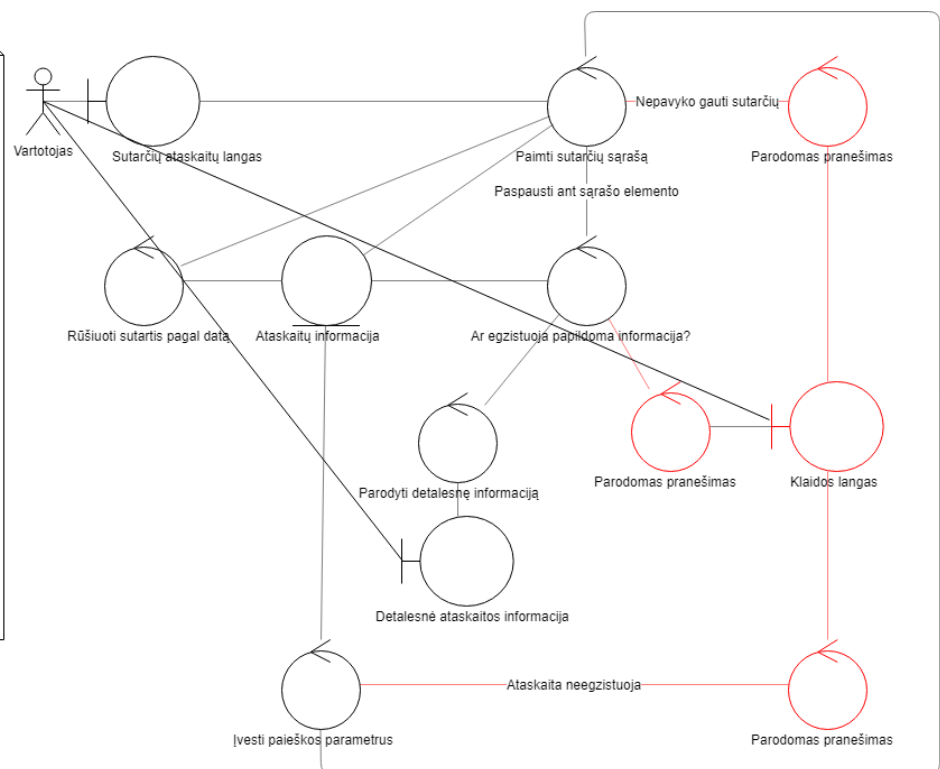 Nepavyko gauti sutarčių
Vartotojas
Sutarčių ataskaitų langas
Paimti sutarčių sąrašą
Parodomas pranešimas
Paspausti ant sąrašo elemento
Rūšiuoti sutartis pagal datą
Ataskaitų informacija
Ar egzistuoja papildoma informacija?
Parodomas pranešimas
Klaidos langas
Parodyti detalesnę informaciją
Detalesnė ataskaitos informacija
Ataskaita neegzistuoja
Įvesti paieškos parametrus
Parodomas pranešimas